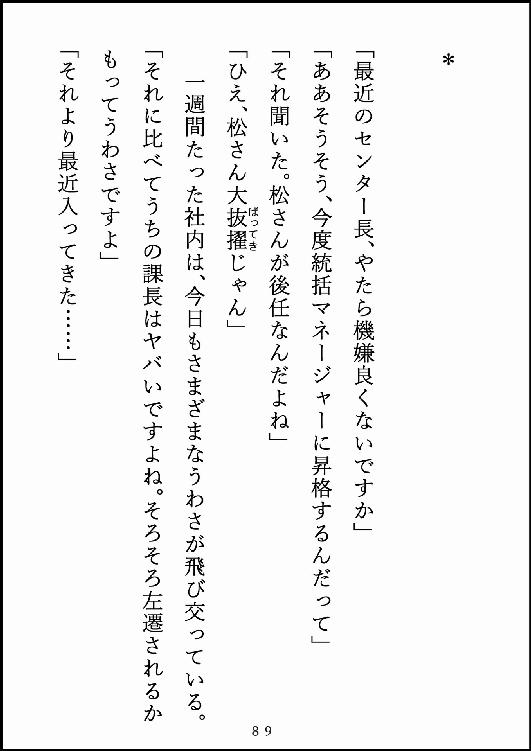 ＊
「最近のセンター長、やたら機嫌良くないですか」
「ああそうそう、今度統括マネージャーに昇格するんだって」
「それ聞いた。松さんが後任なんだよね」
「ひえ、松さん大抜擢ばってきじゃん」
一週間たった社内は、今日もさまざまなうわさが飛び交っている。
「それに比べてうちの課長はヤバいですよね。そろそろ左遷されるか
もってうわさですよ」
「それより最近入ってきた……」
89